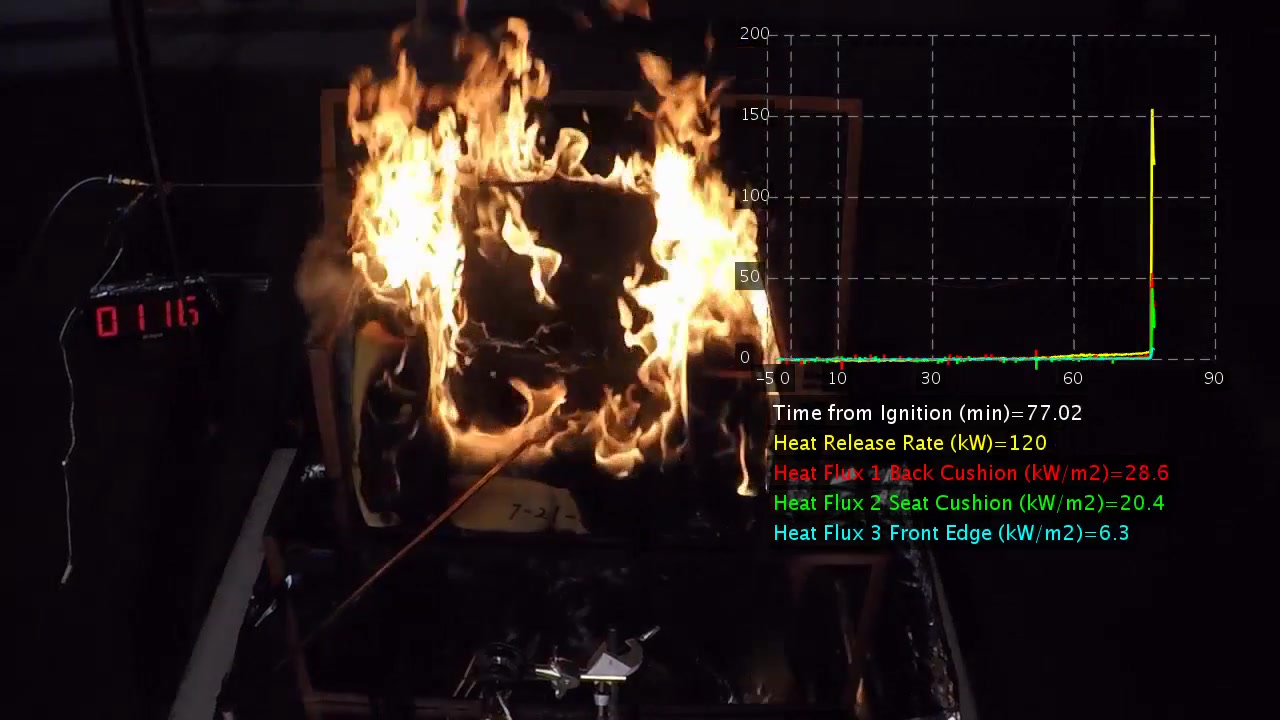 200
150
100
50
0
-5 0 10 30 60 90
0116
Time from Ignition (min)=77.02
Heat Release Rate (kW)=120
Heat Flux 1 Back Cushion (kW/m2)=28.6
Heat Flux 2 Seat Cushion (kW/m2)=20.4
Heat Flux 3 Front Edge (kW/m2)=6.3
7-21-